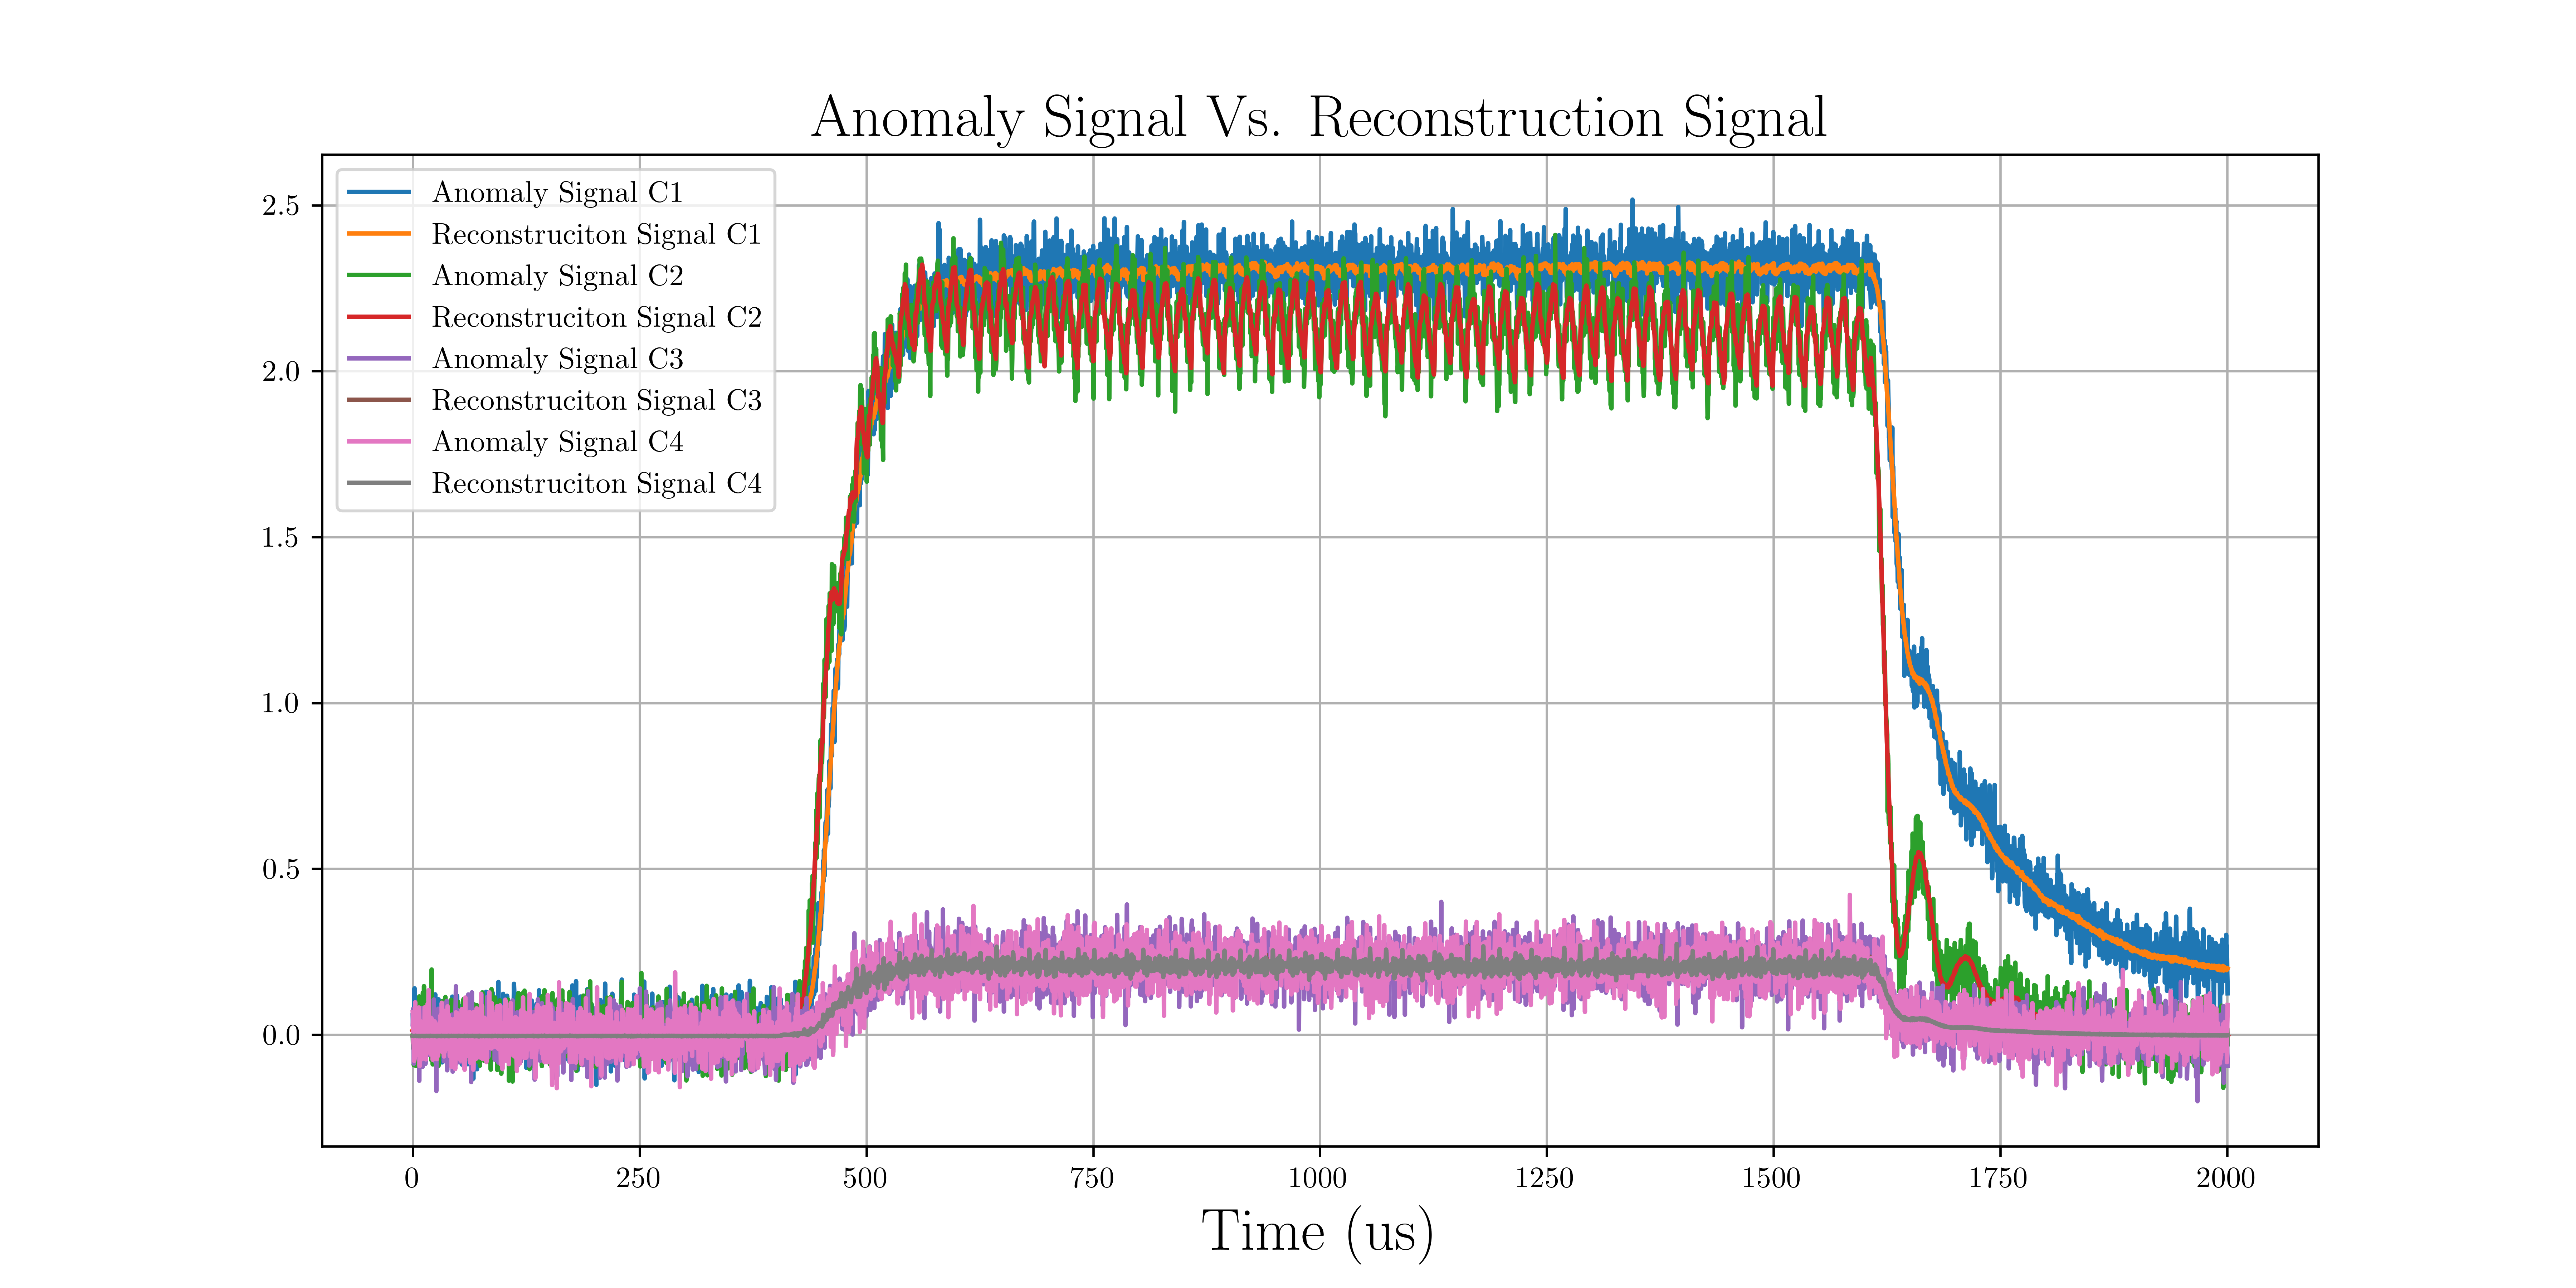 Anomaly Signal Vs. Reconstruction Signal
Anomaly Signal C1
Reconstruciton Signal C1
Anomaly Signal C2
Reconstruciton Signal C2
Anomaly Signal C3
Reconstruciton Signal C3
Anomaly Signal C4
Reconstruciton Signal C4
2.5
2.0
1.5
1.0
0.5
0.0
0 250 500 750 1000 1250 1500 1750 2000
Time (us)